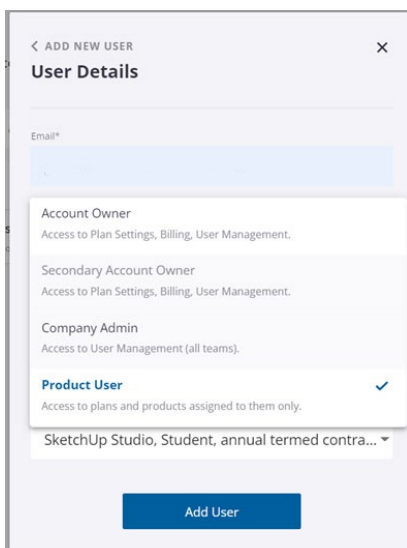 ADD NEW USER
User Details
Email*
Account Owner
Access to Plan Settings, Billing, User Management.
Secondary Account Owner
Access to Plan Settings, Billing, User Management.
Company Admin
Access to User Management (all teams).
Product User
Access to plans and products assigned to them only.
SketchUp Studio, Student, annual termed contra...
Add User